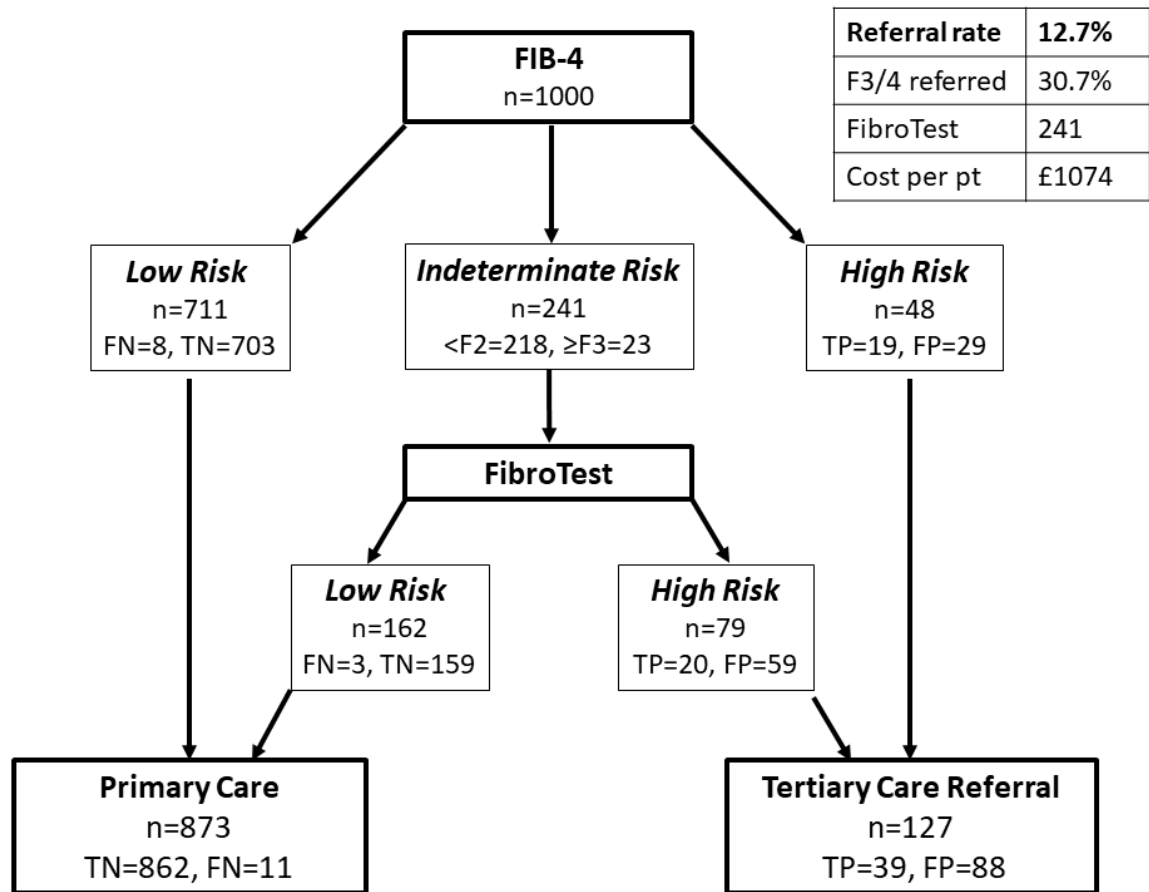 FIB-4
n=1000
Referral rate 12.7%
F3/4 referred 30.7%
FibroTest 241
Cost per pt £1074
Low Risk
n=711
FN=8, TN=703
Indeterminate Risk
n=241
<F2=218, ≥F3=23
High Risk
n=48
TP=19, FP=29
FibroTest
Low Risk
n=162
FN=3, TN=159
High Risk
n=79
TP=20, FP=59
Primary Care
n=873
TN=862, FN=11
Tertiary Care Referral
n=127
TP=39, FP=88